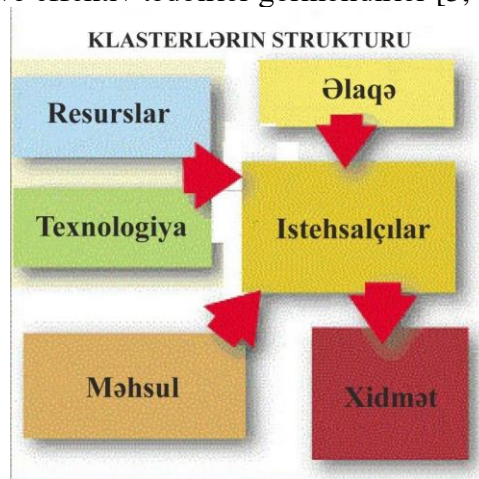 KLASTERLƏRİN STRUKTURU
Resurslar
Əlaqə
Texnologiya
Istehsalçılar
Məhsul
Xidmət